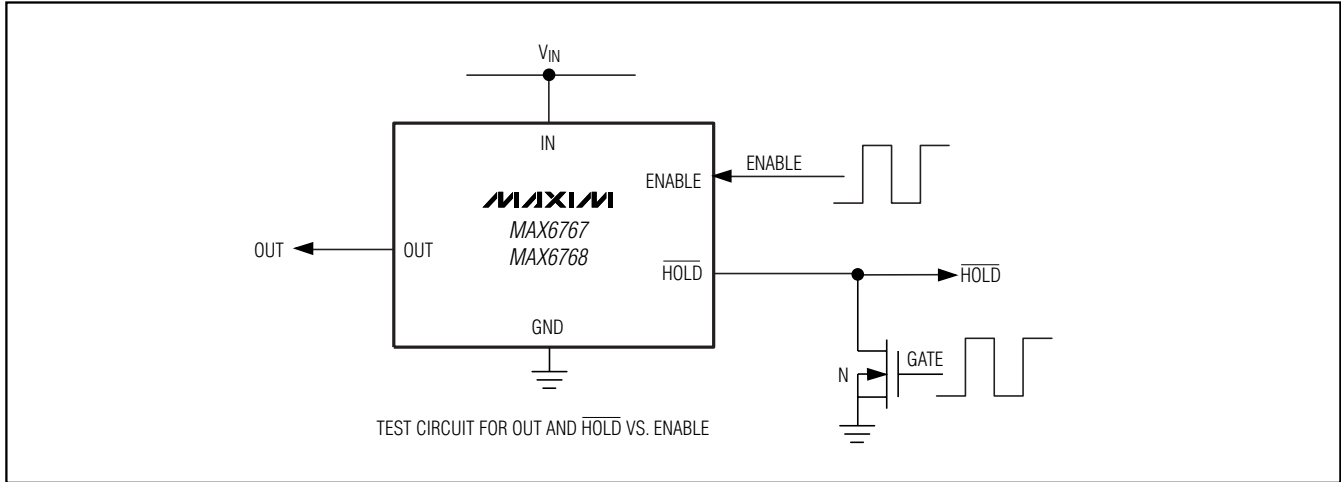 VIN
IN
ENABLE
ENABLE
MAXIM
MAX6767
MAX6768
OUT
OUT
HOLD
HOLD
GND
GATE
N
TEST CIRCUIT FOR OUT AND HOLD VS. ENABLE